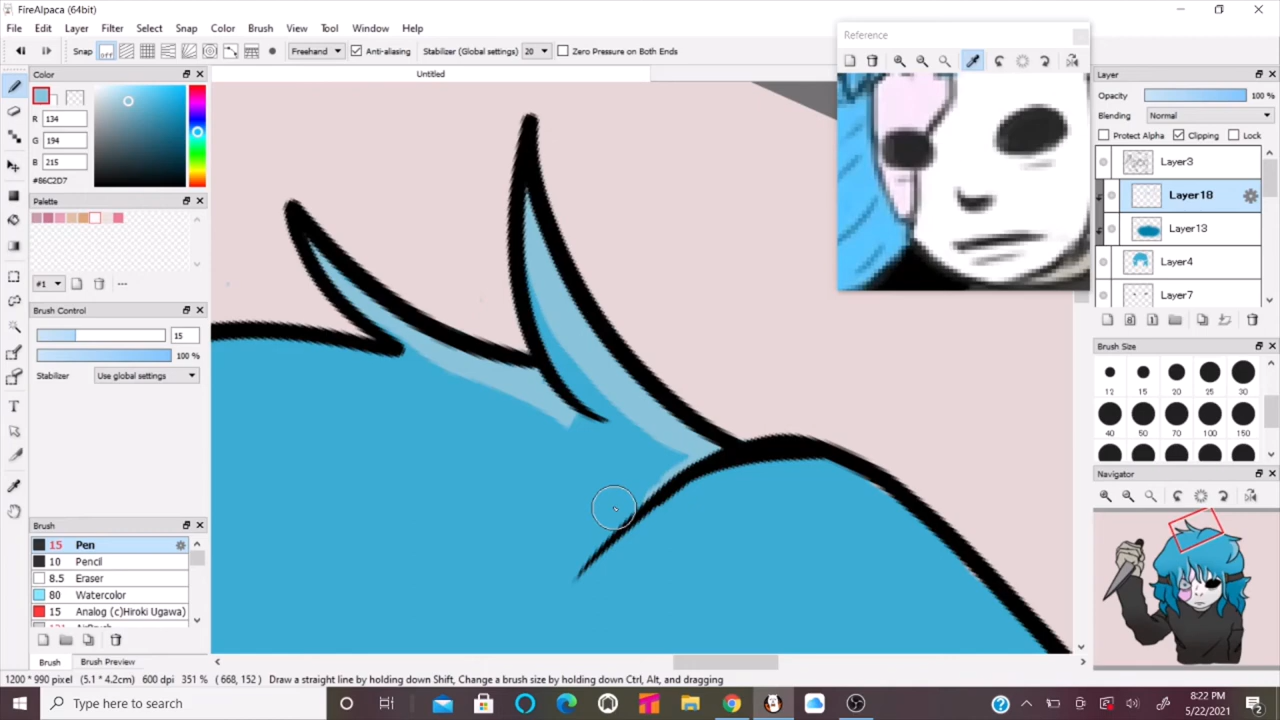 FireAlpaca (64bit)
File Edit Layer Filter Select Snap Color Brush View Tool Window Help
Snap off Freehand Anti-aliasing Stabilizer (Global settings) 20 Zero Pressure on Both Ends
Untitled
Color
R 134
G 194
B 215
#86C2D7
Palette
#1
Brush Control
15
100 %
Stabilizer Use global settings
Brush
15 Pen
10 Pencil
8.5 Eraser
80 Watercolor
15 Analog (c)Hiroki Ugawa)
Brush Brush Preview
Reference
Layer
Opacity 100 %
Blending Normal
Protect Alpha Clipping Lock
Layer3
Layer18
Layer13
Layer4
Layer7
Brush Size
12 15 20 25 30
40 50 70 100 150
Navigator
1200 * 990 pixel (5.1 * 4.2cm) 600 dpi 351 % ( 668, 152 ) Draw a straight line by holding down Shift, Change a brush size by holding down Ctrl, Alt, and dragging
Type here to search
8:22 PM
5/22/2021
2